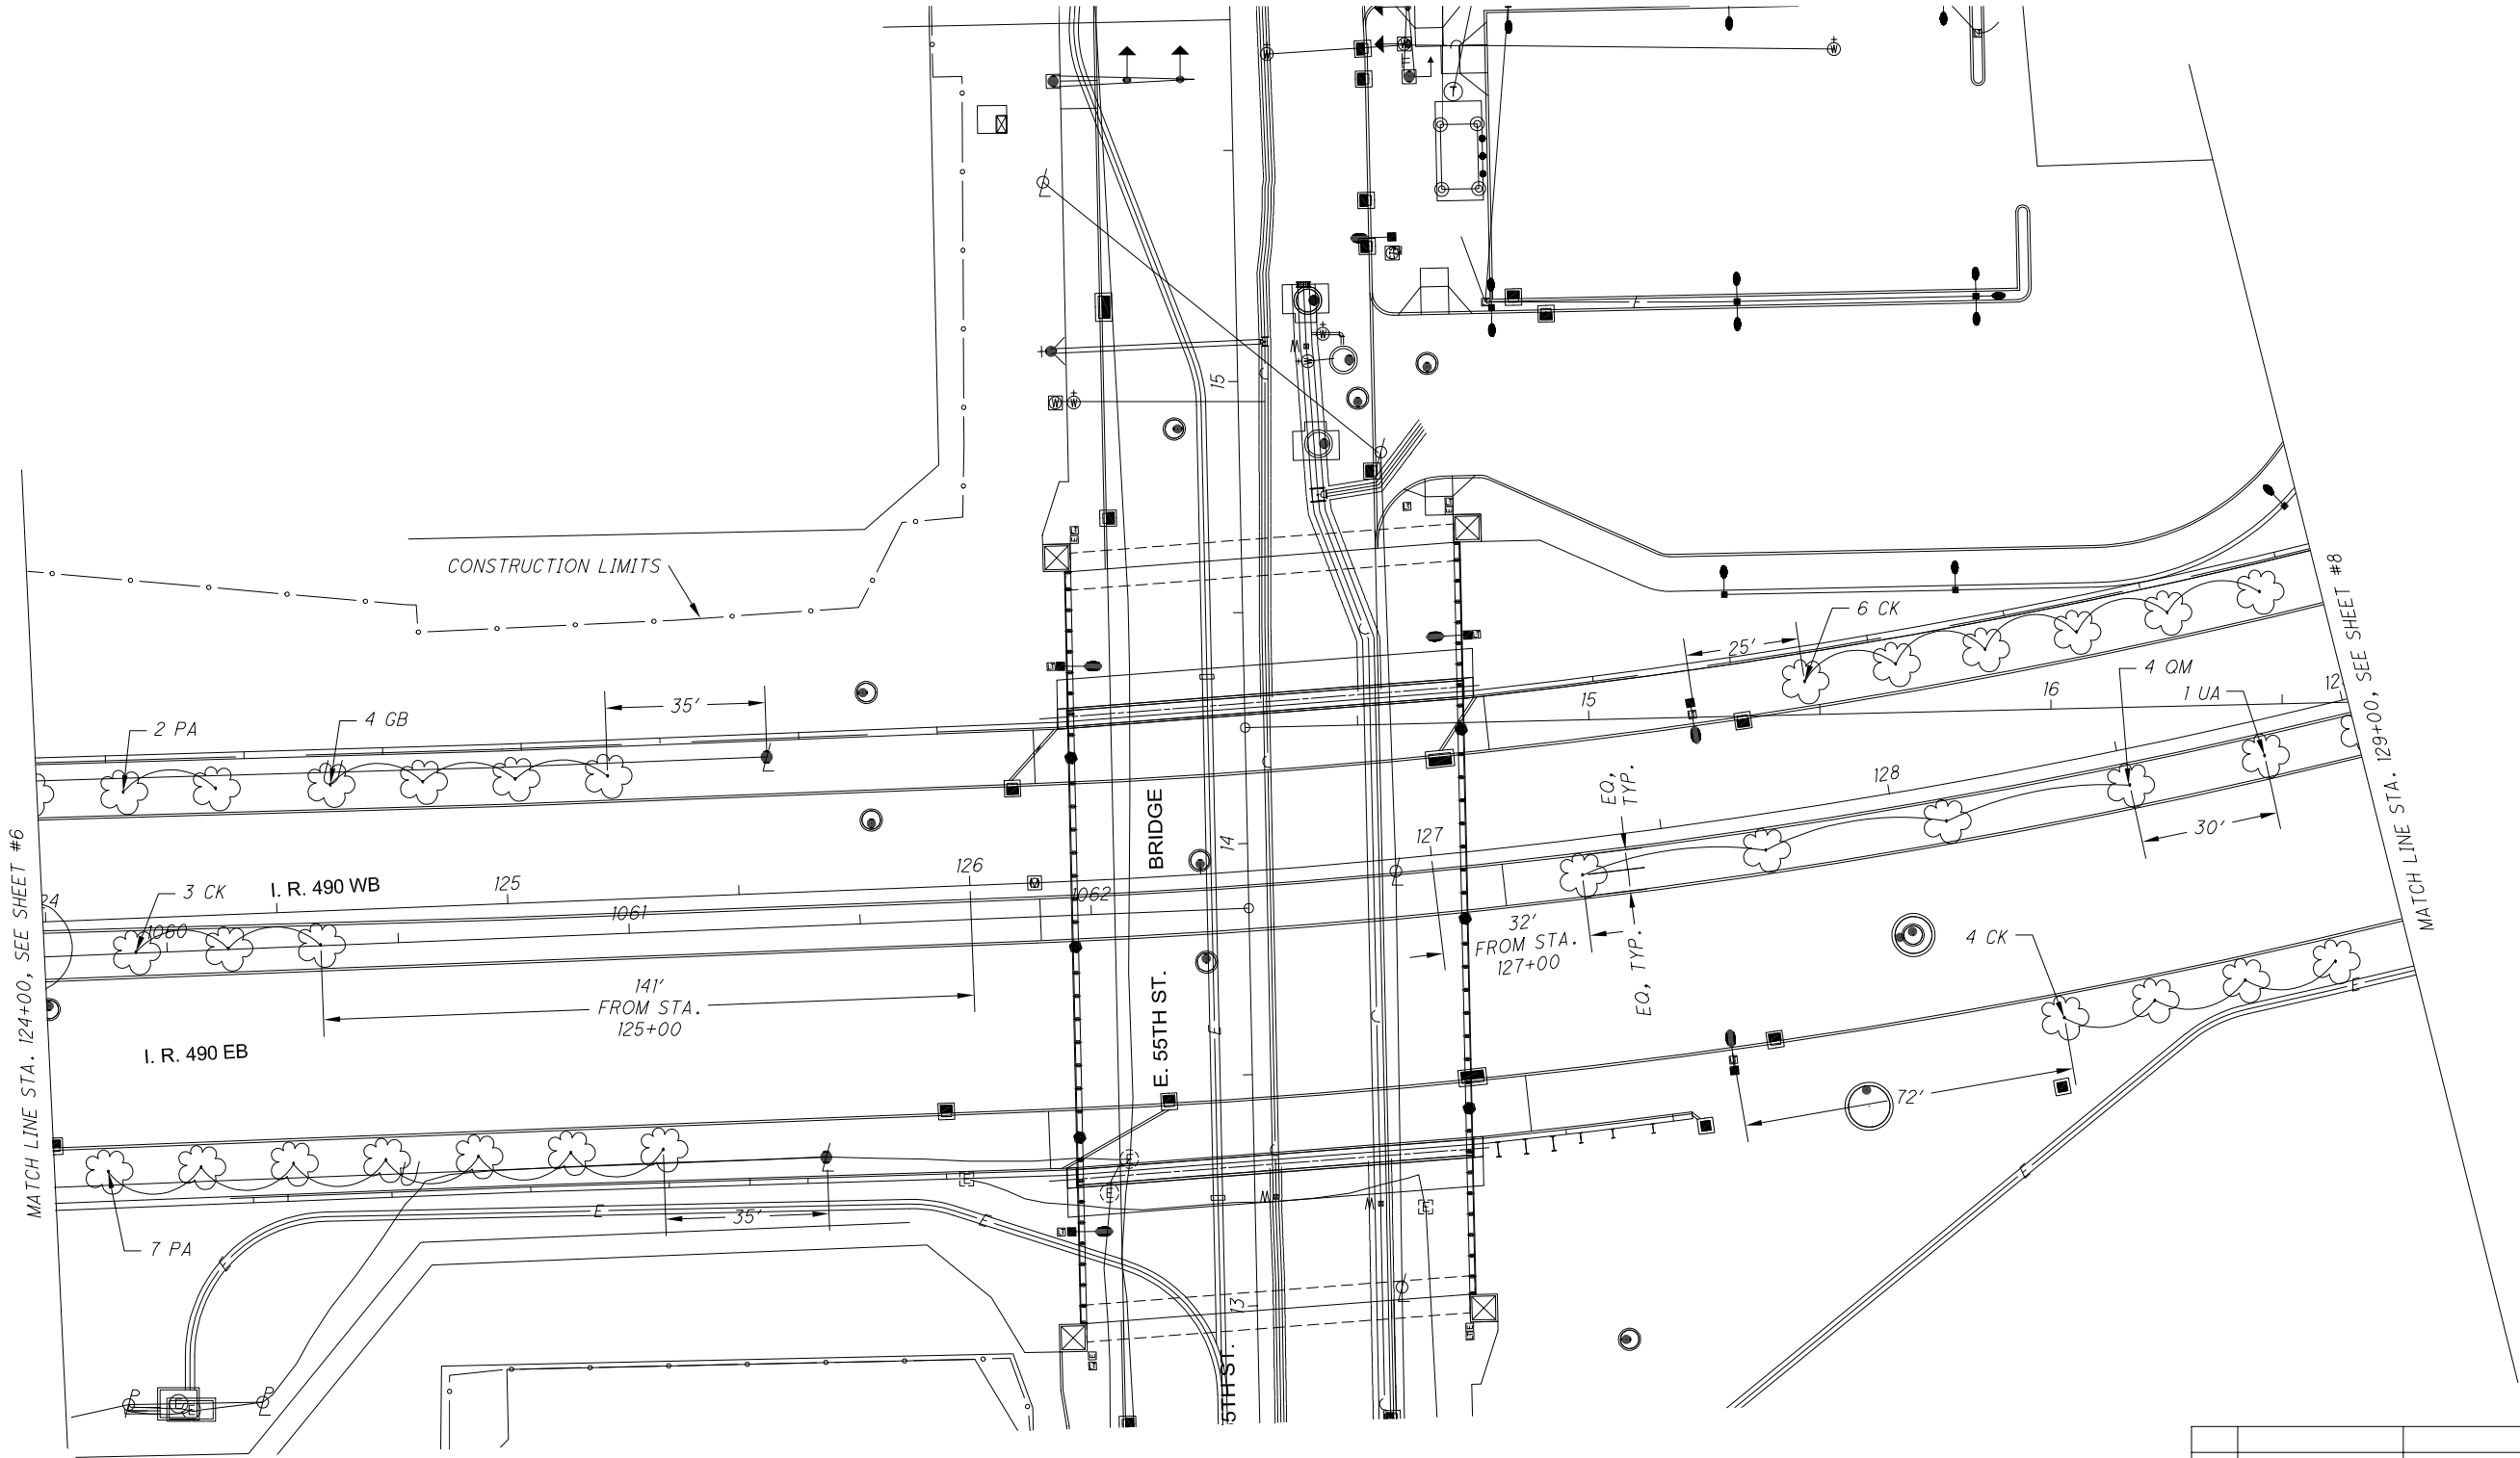 T
15
CONSTRUCTION LIMITS
6 CK
25'
4 QM
1 UA
35'
2 PA
4 GB
15
16
12
MATCH LINE STA. 129+00, SEE SHEET #8
EQ,
TYP.
128
30'
BRIDGE
14
127
126
125
I. R. 490 WB
3 CK
24
1060
1061
1062
32'
FROM STA.
127+00
EQ, TYP.
4 CK
141'
FROM STA.
125+00
MATCH LINE STA. 124+00, SEE SHEET #6
I. R. 490 EB
E. 55TH ST.
72'
35'
7 PA
13
5TH ST.